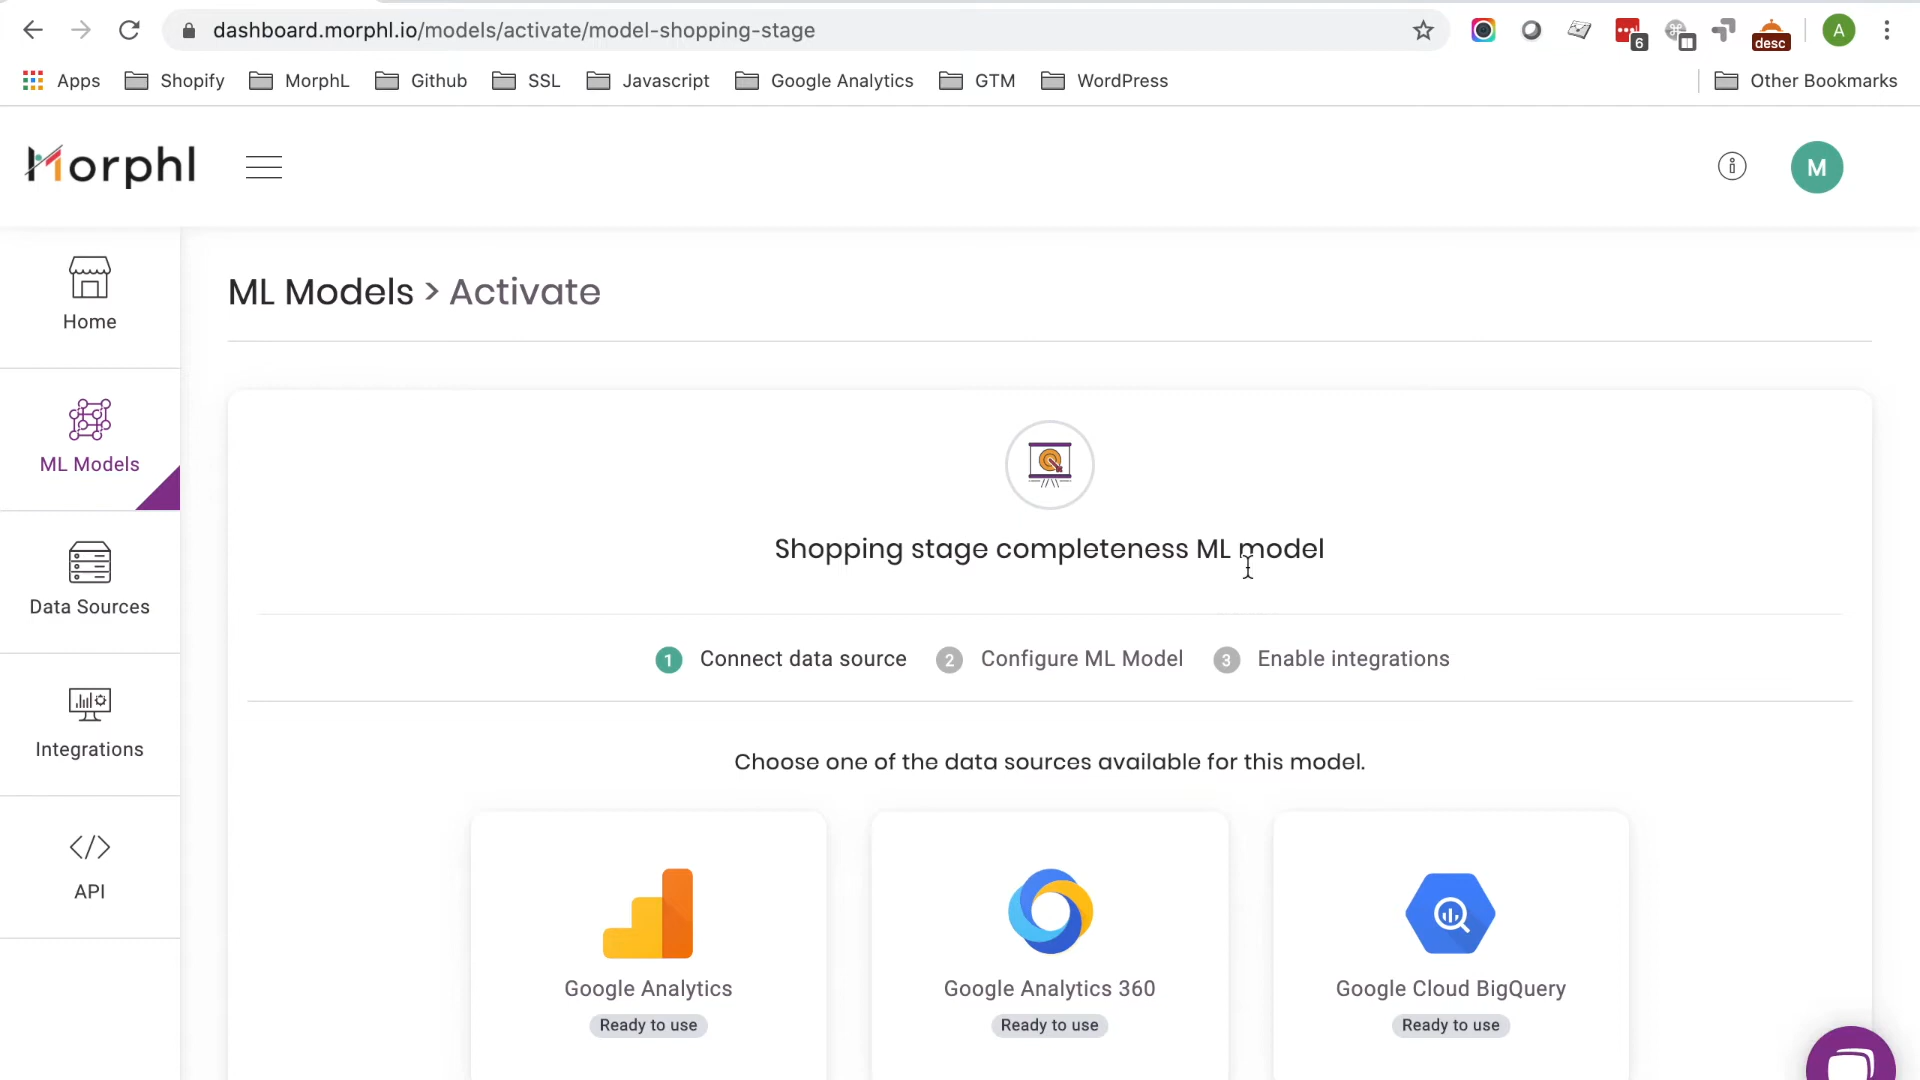 dashboard.morphl.io/models/activate/model-shopping-stage
6
desc
A
Apps
Shopify
MorphL
Github
SSL
Javascript
Google Analytics
GTM
WordPress
Other Bookmarks
Morphl
M
ML Models > Activate
Home
ML Models
Data Sources
Integrations
API
Shopping stage completeness ML model
1 Connect data source
2 Configure ML Model
3 Enable integrations
Choose one of the data sources available for this model.
Google Analytics
Ready to use
Google Analytics 360
Ready to use
Google Cloud BigQuery
Ready to use